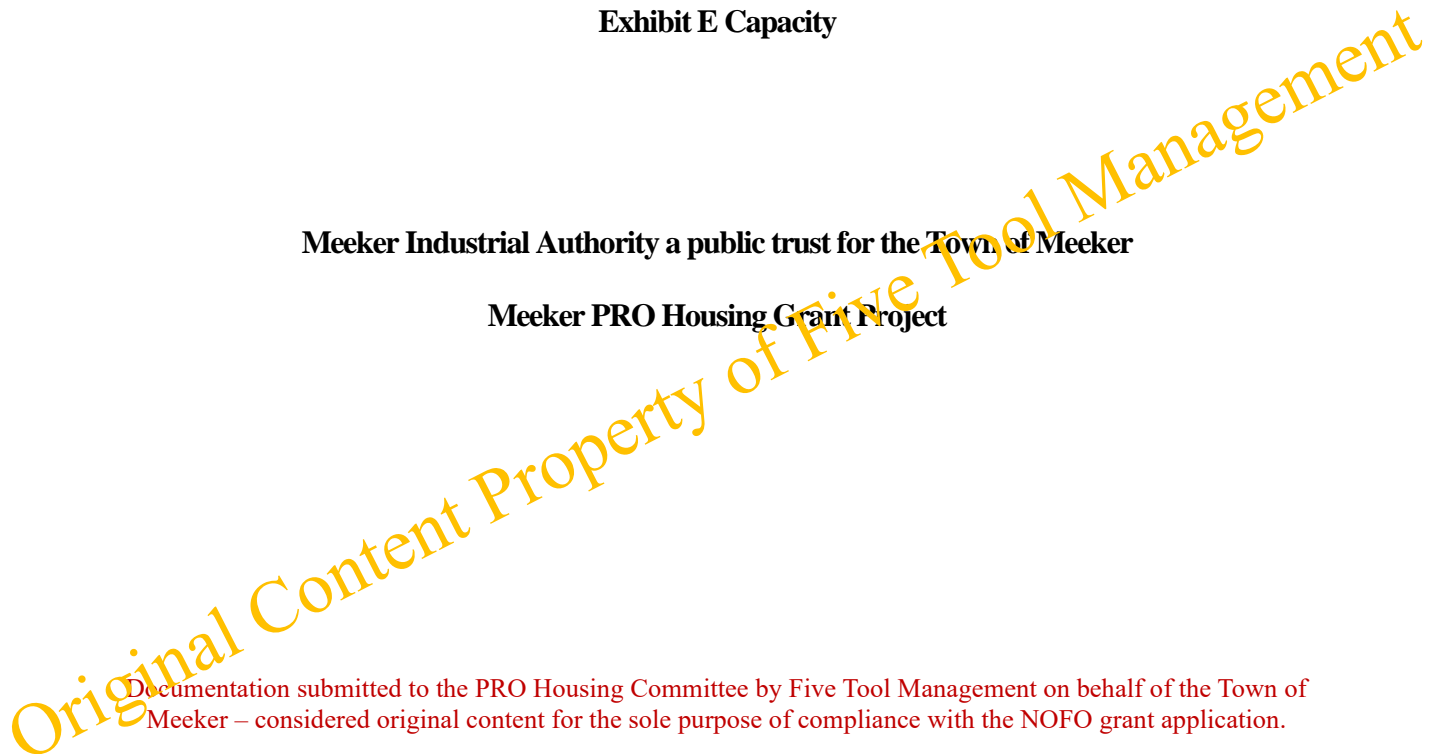 Exhibit E Capacity
Meeker Industrial Authority a public trust for the Town of Meeker
Meeker PRO Housing Grant Project
Original Content Property of Five Tool Management
Documentation submitted to the PRO Housing Committee by Five Tool Management on behalf of the Town of
Meeker – considered original content for the sole purpose of compliance with the NOFO grant application.